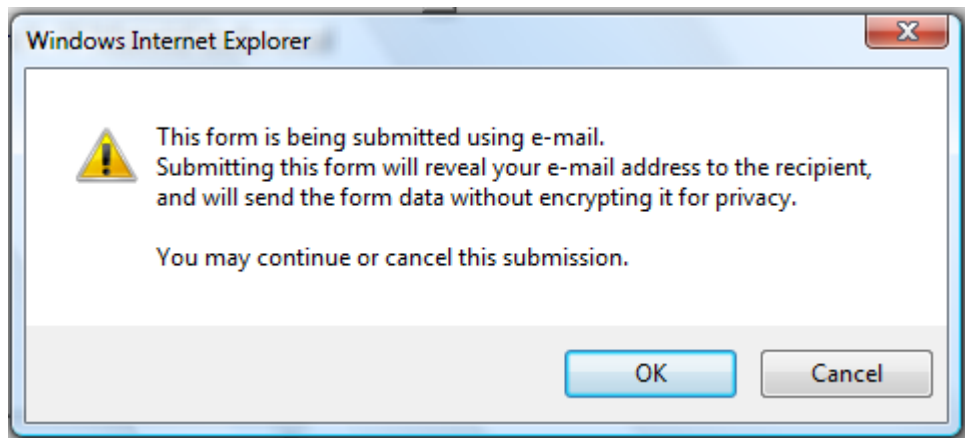 Windows Internet Explorer
This form is being submitted using e-mail.
Submitting this form will reveal your e-mail address to the recipient,
and will send the form data without encrypting it for privacy.
You may continue or cancel this submission.
OK
Cancel